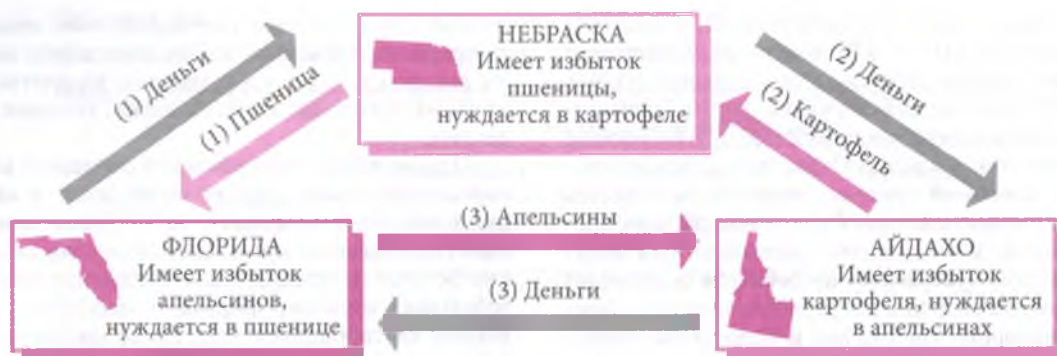 НЕБРАСКА
Имеет избыток
пшеницы,
нуждается в картофеле
(1) Деньги
(1) Пшеница
(2) Деньги
(2) Картофель
(3) Апельсины
(3) Деньги
ФЛОРИДА
Имеет избыток
апельсинов,
нуждается в пшенице
АЙДАХО
Имеет избыток
картофеля, нуждается
в апельсинах